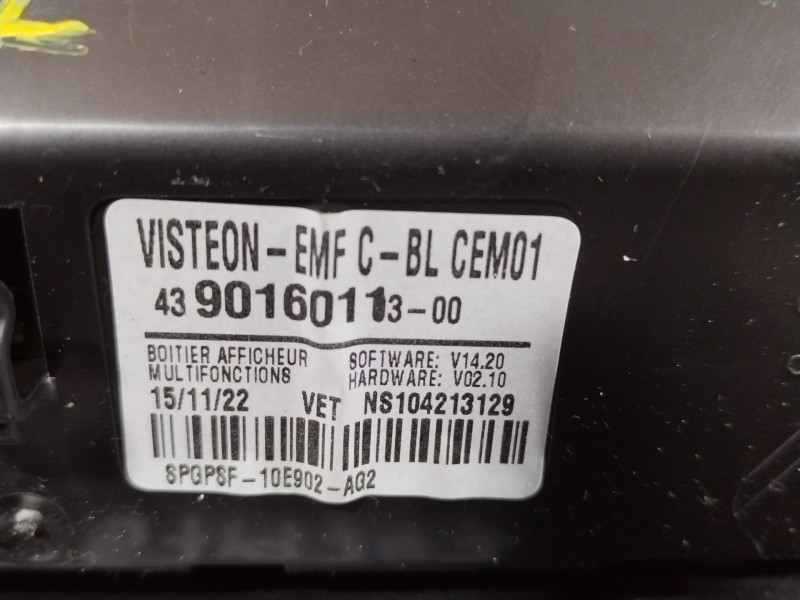 VISTEON-EMF C-BL CEM01
43 9016011 3-00
BOITIER AFFICHEUR
MULTIFONCTIONS
SOFTWARE: V14.20
HARDWARE: V02.10
15/11/22 VET NS104213129
SPGPSF-10E902-AG2